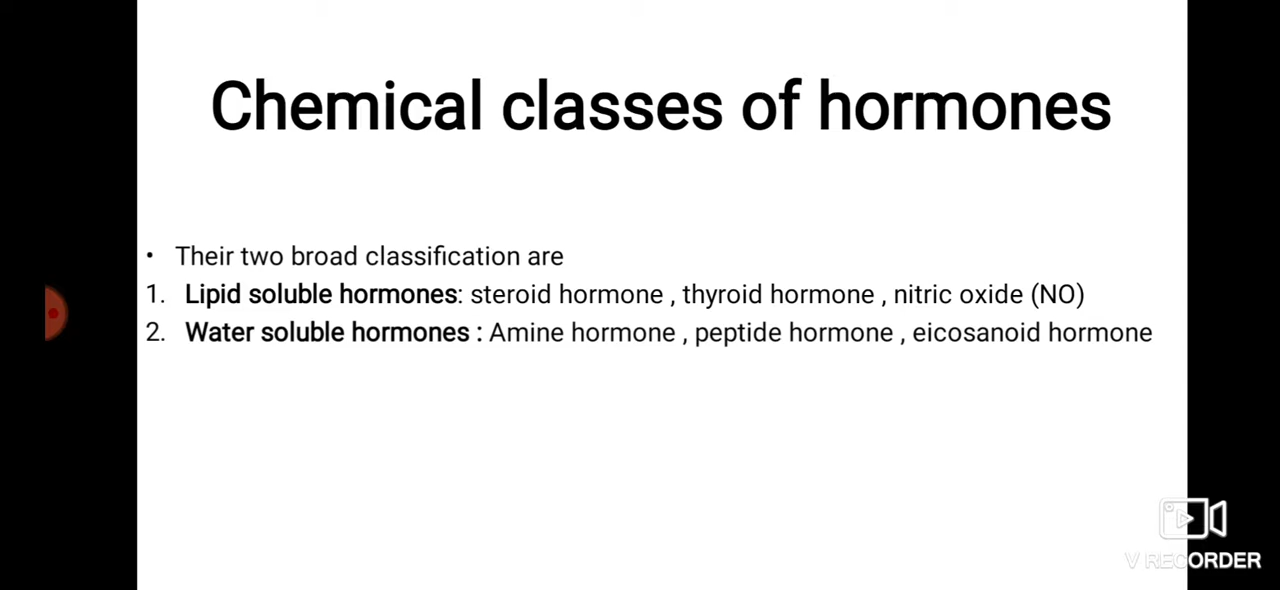 Chemical classes of hormones
• Their two broad classification are
1. Lipid soluble hormones: steroid hormone , thyroid hormone , nitric oxide (NO)
2. Water soluble hormones : Amine hormone , peptide hormone , eicosanoid hormone
V RECORDER